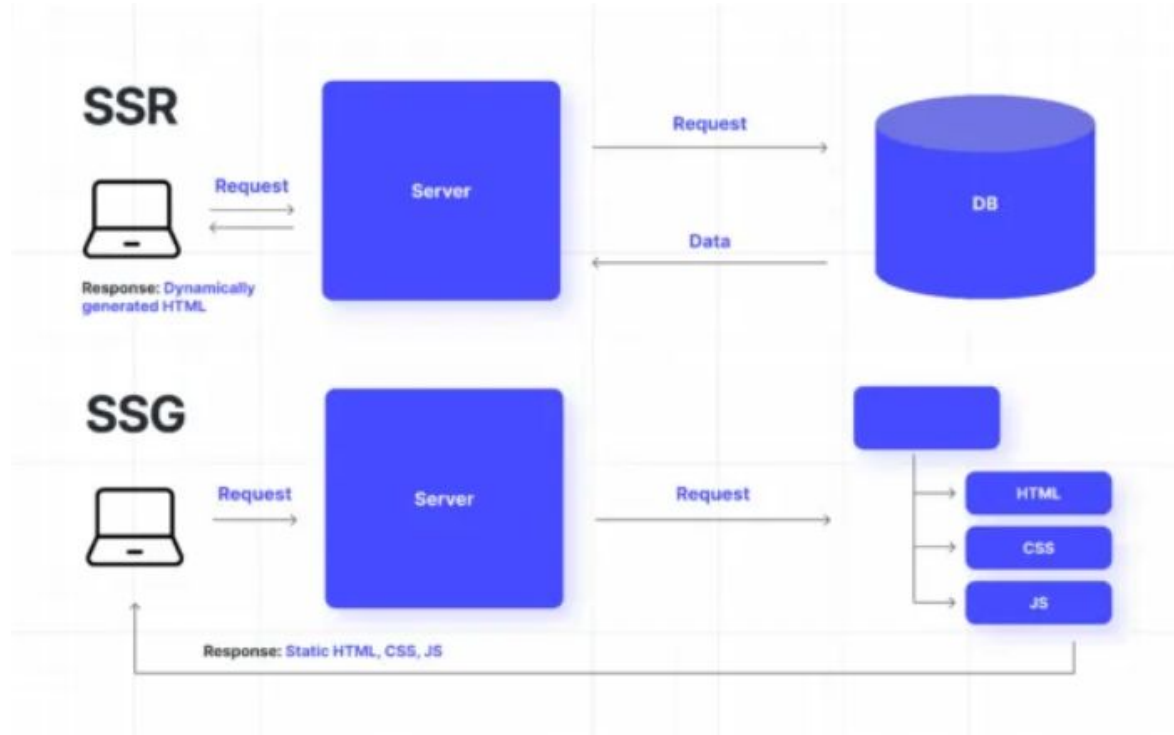 SSR
Request
Server
Request
DB
Data
Response: Dynamically
generated HTML
SSG
Request
Server
Request
HTML
CSS
JS
Response: Static HTML, CSS, JS